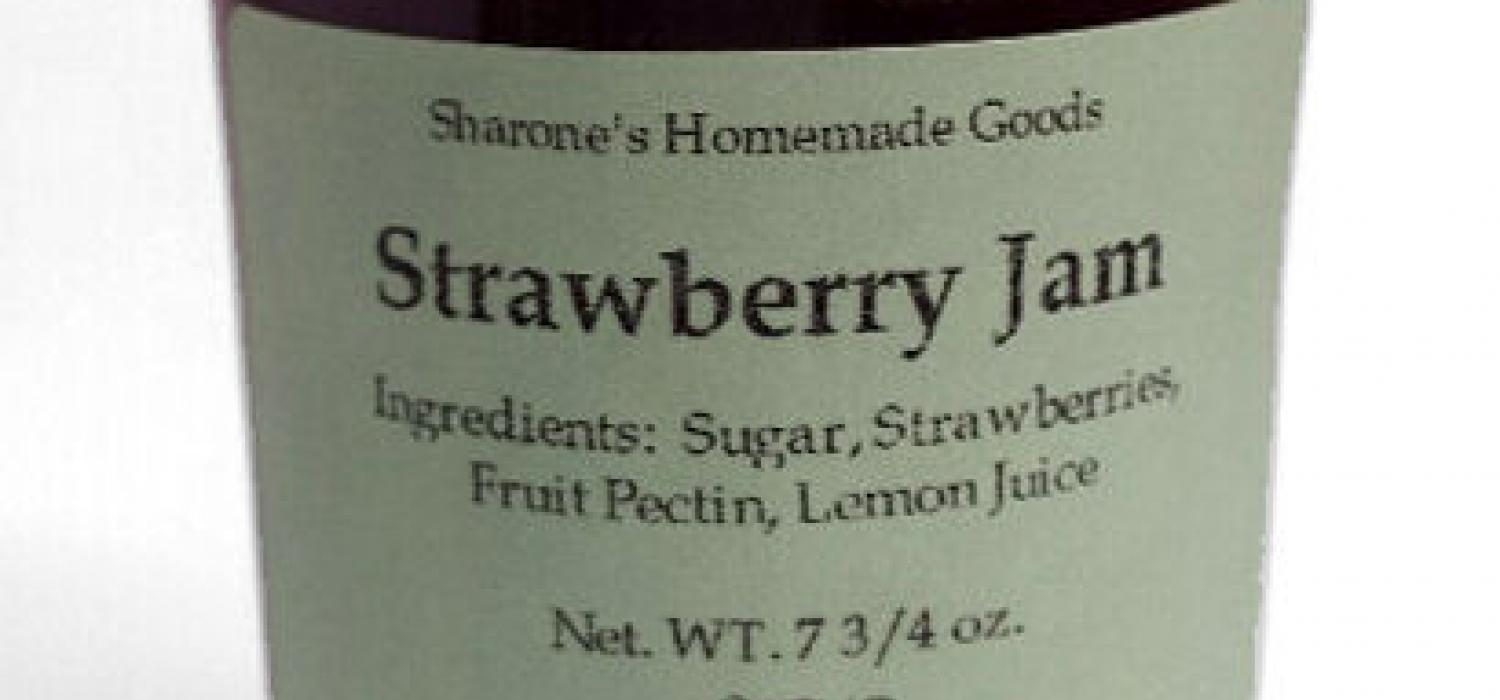 Sharone's Homemade Goods
Strawberry Jam
Ingredients: Sugar, Strawberries,
Fruit Pectin, Lemon Juice
Net. WT. 7 3/4 oz.